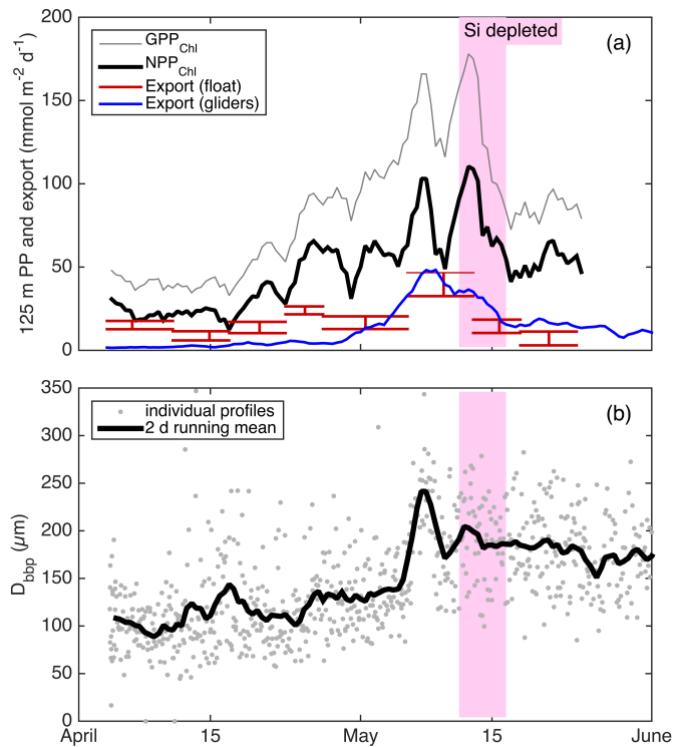 200
150
100
50
0
125 m PP and export (mmol m⁻² d⁻¹)
GPP_Chl
NPP_Chl
Export (float)
Export (gliders)
Si depleted
(a)
350
300
250
200
150
100
50
0
D_bbp (µm)
individual profiles
2 d running mean
(b)
April 15 May 15 June